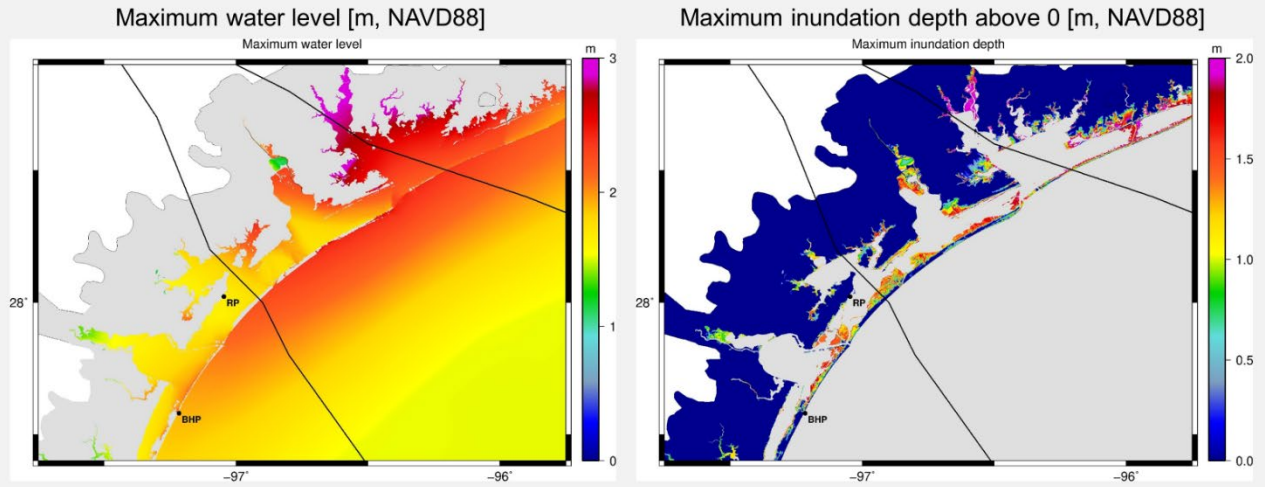 Maximum water level [m, NAVD88]
Maximum water level
m
3
2
1
0
28°
RP
BHP
−97
−96
Maximum inundation depth above 0 [m, NAVD88]
Maximum inundation depth
m
2.0
1.5
1.0
0.5
0.0
28°
RP
BHP
−97
−96